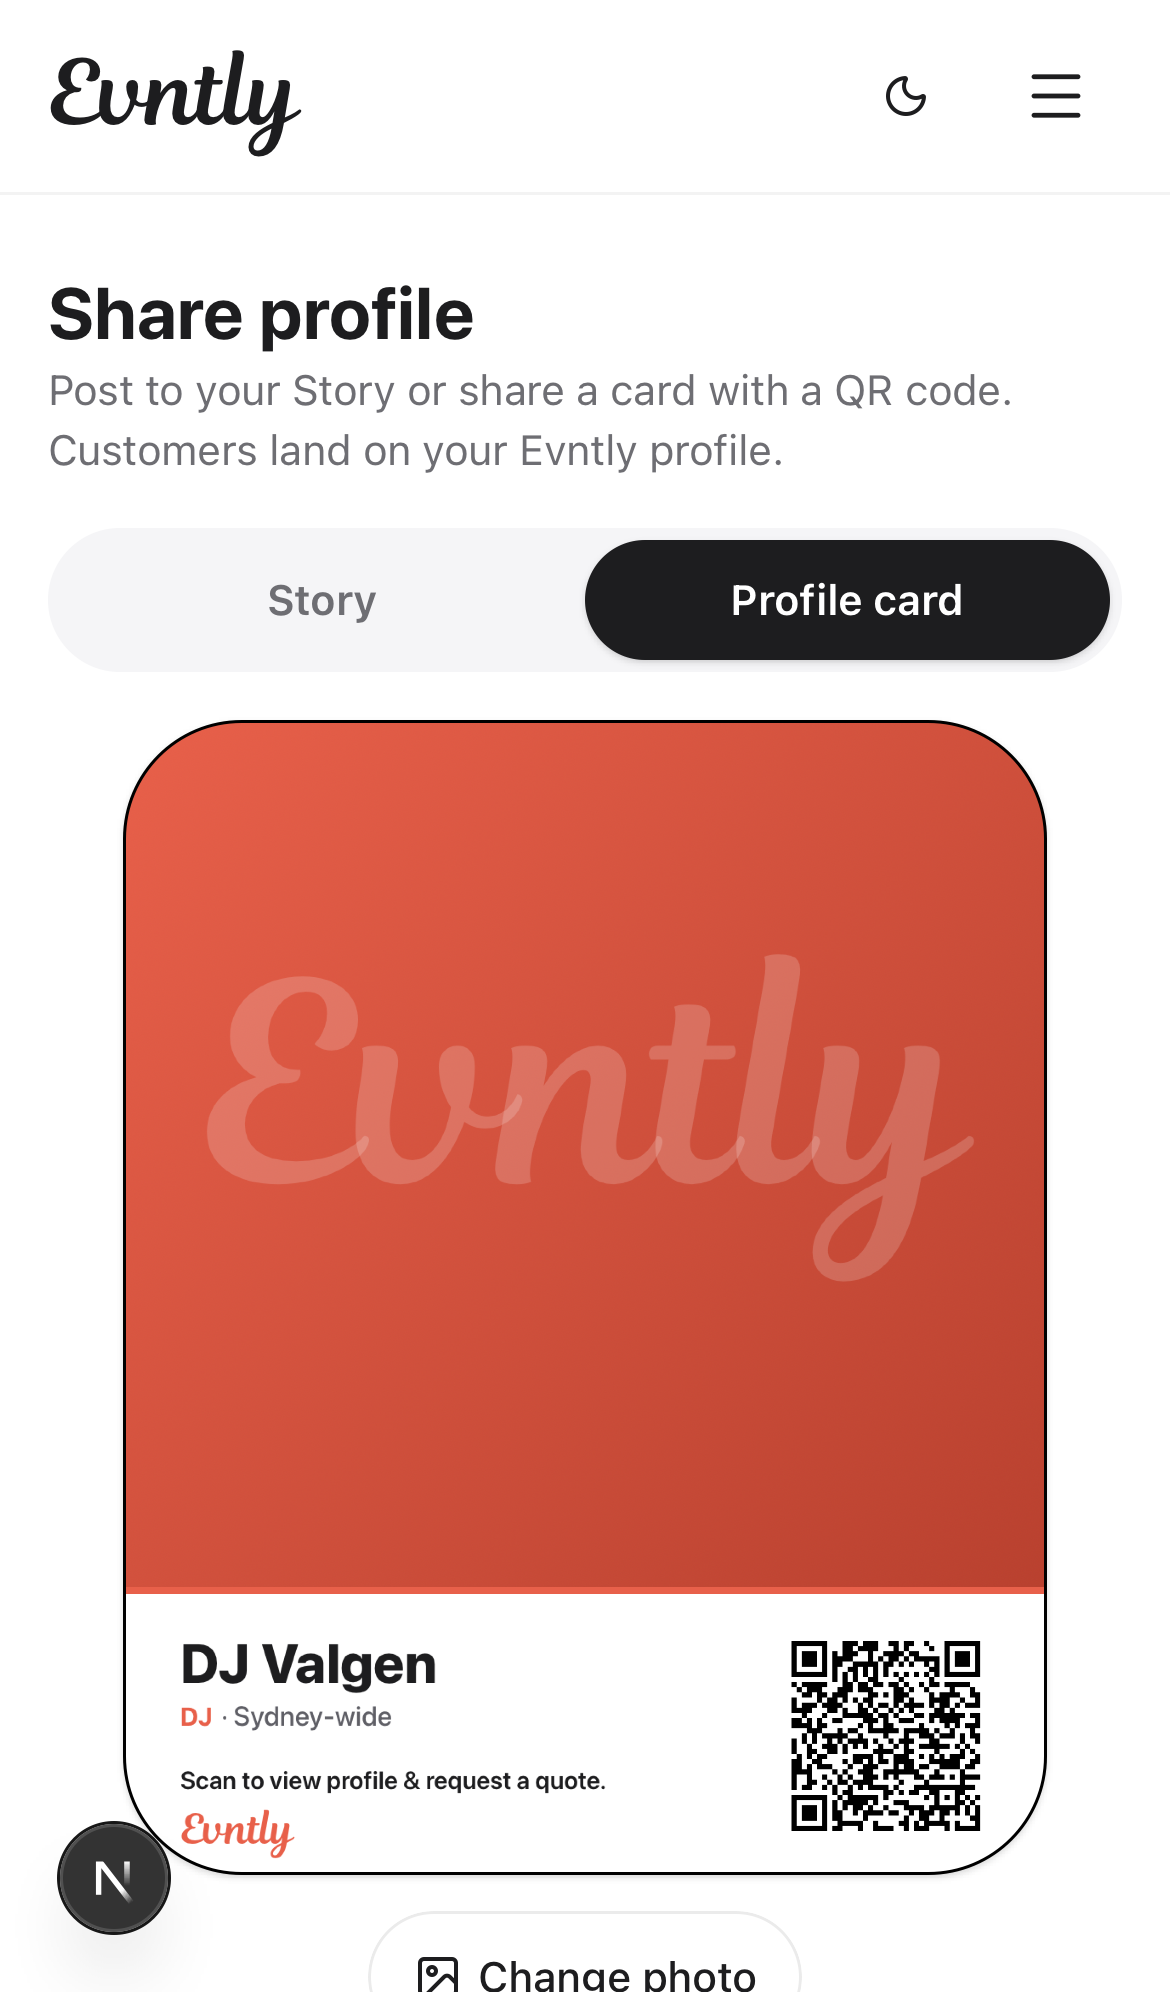 Evntly
Share profile
Post to your Story or share a card with a QR code.
Customers land on your Evntly profile.
Story
Profile card
Evntly
DJ Valgen
DJ · Sydney-wide
Scan to view profile & request a quote.
Evntly
N
Change photo